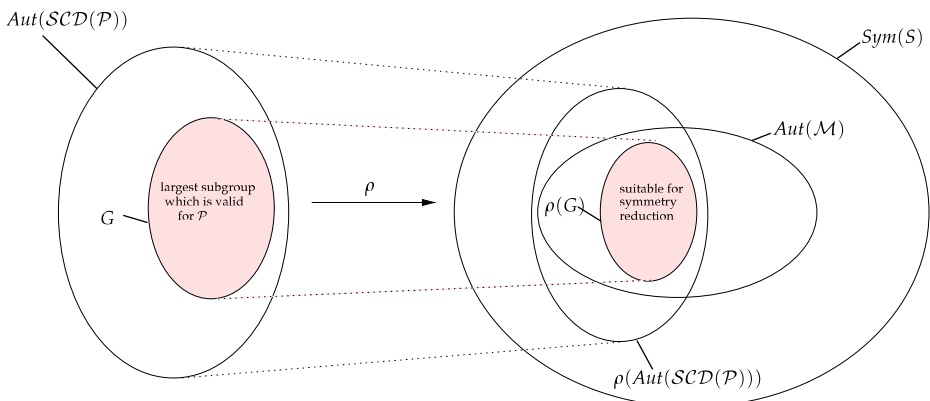 Aut(𝒮𝒞𝒟(𝒫))
Sym(S)
Aut(ℳ)
largest subgroup
which is valid
for 𝒫
G
ρ
ρ(G)
suitable for
symmetry
reduction
ρ(Aut(𝒮𝒞𝒟(𝒫)))